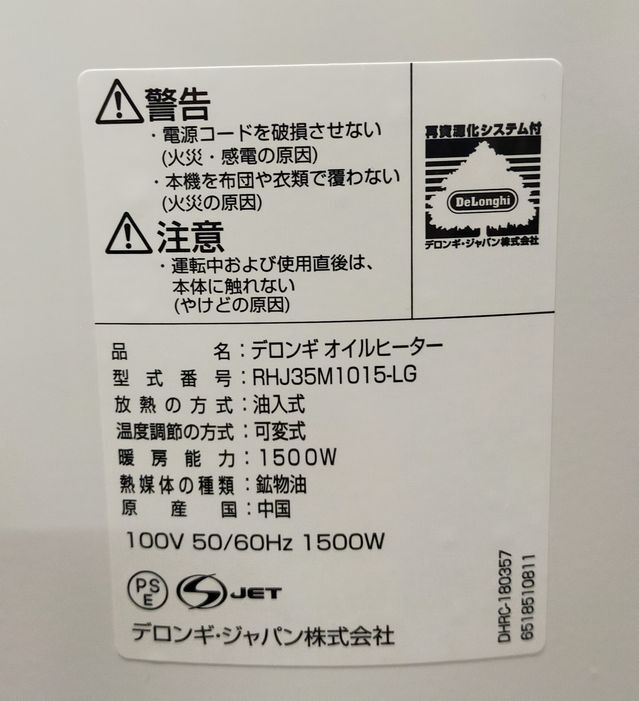 警告
・電源コードを破損させない
(火災・感電の原因)
・本機を布団や衣類で覆わない
(火災の原因)
注意
・運転中および使用直後は、
本体に触れない
(やけどの原因)
再資源化システム付
DeLonghi
デロンギ・ジャパン株式会社
品名：デロンギ オイルヒーター
型式番号：RHJ35M1015-LG
放熱の方式：油入式
温度調節の方式：可変式
暖房能力：1500W
熱媒体の種類：鉱物油
原産国：中国
100V 50/60Hz 1500W
PSE
S JET
デロンギ・ジャパン株式会社
DHRC-180357
6518510811